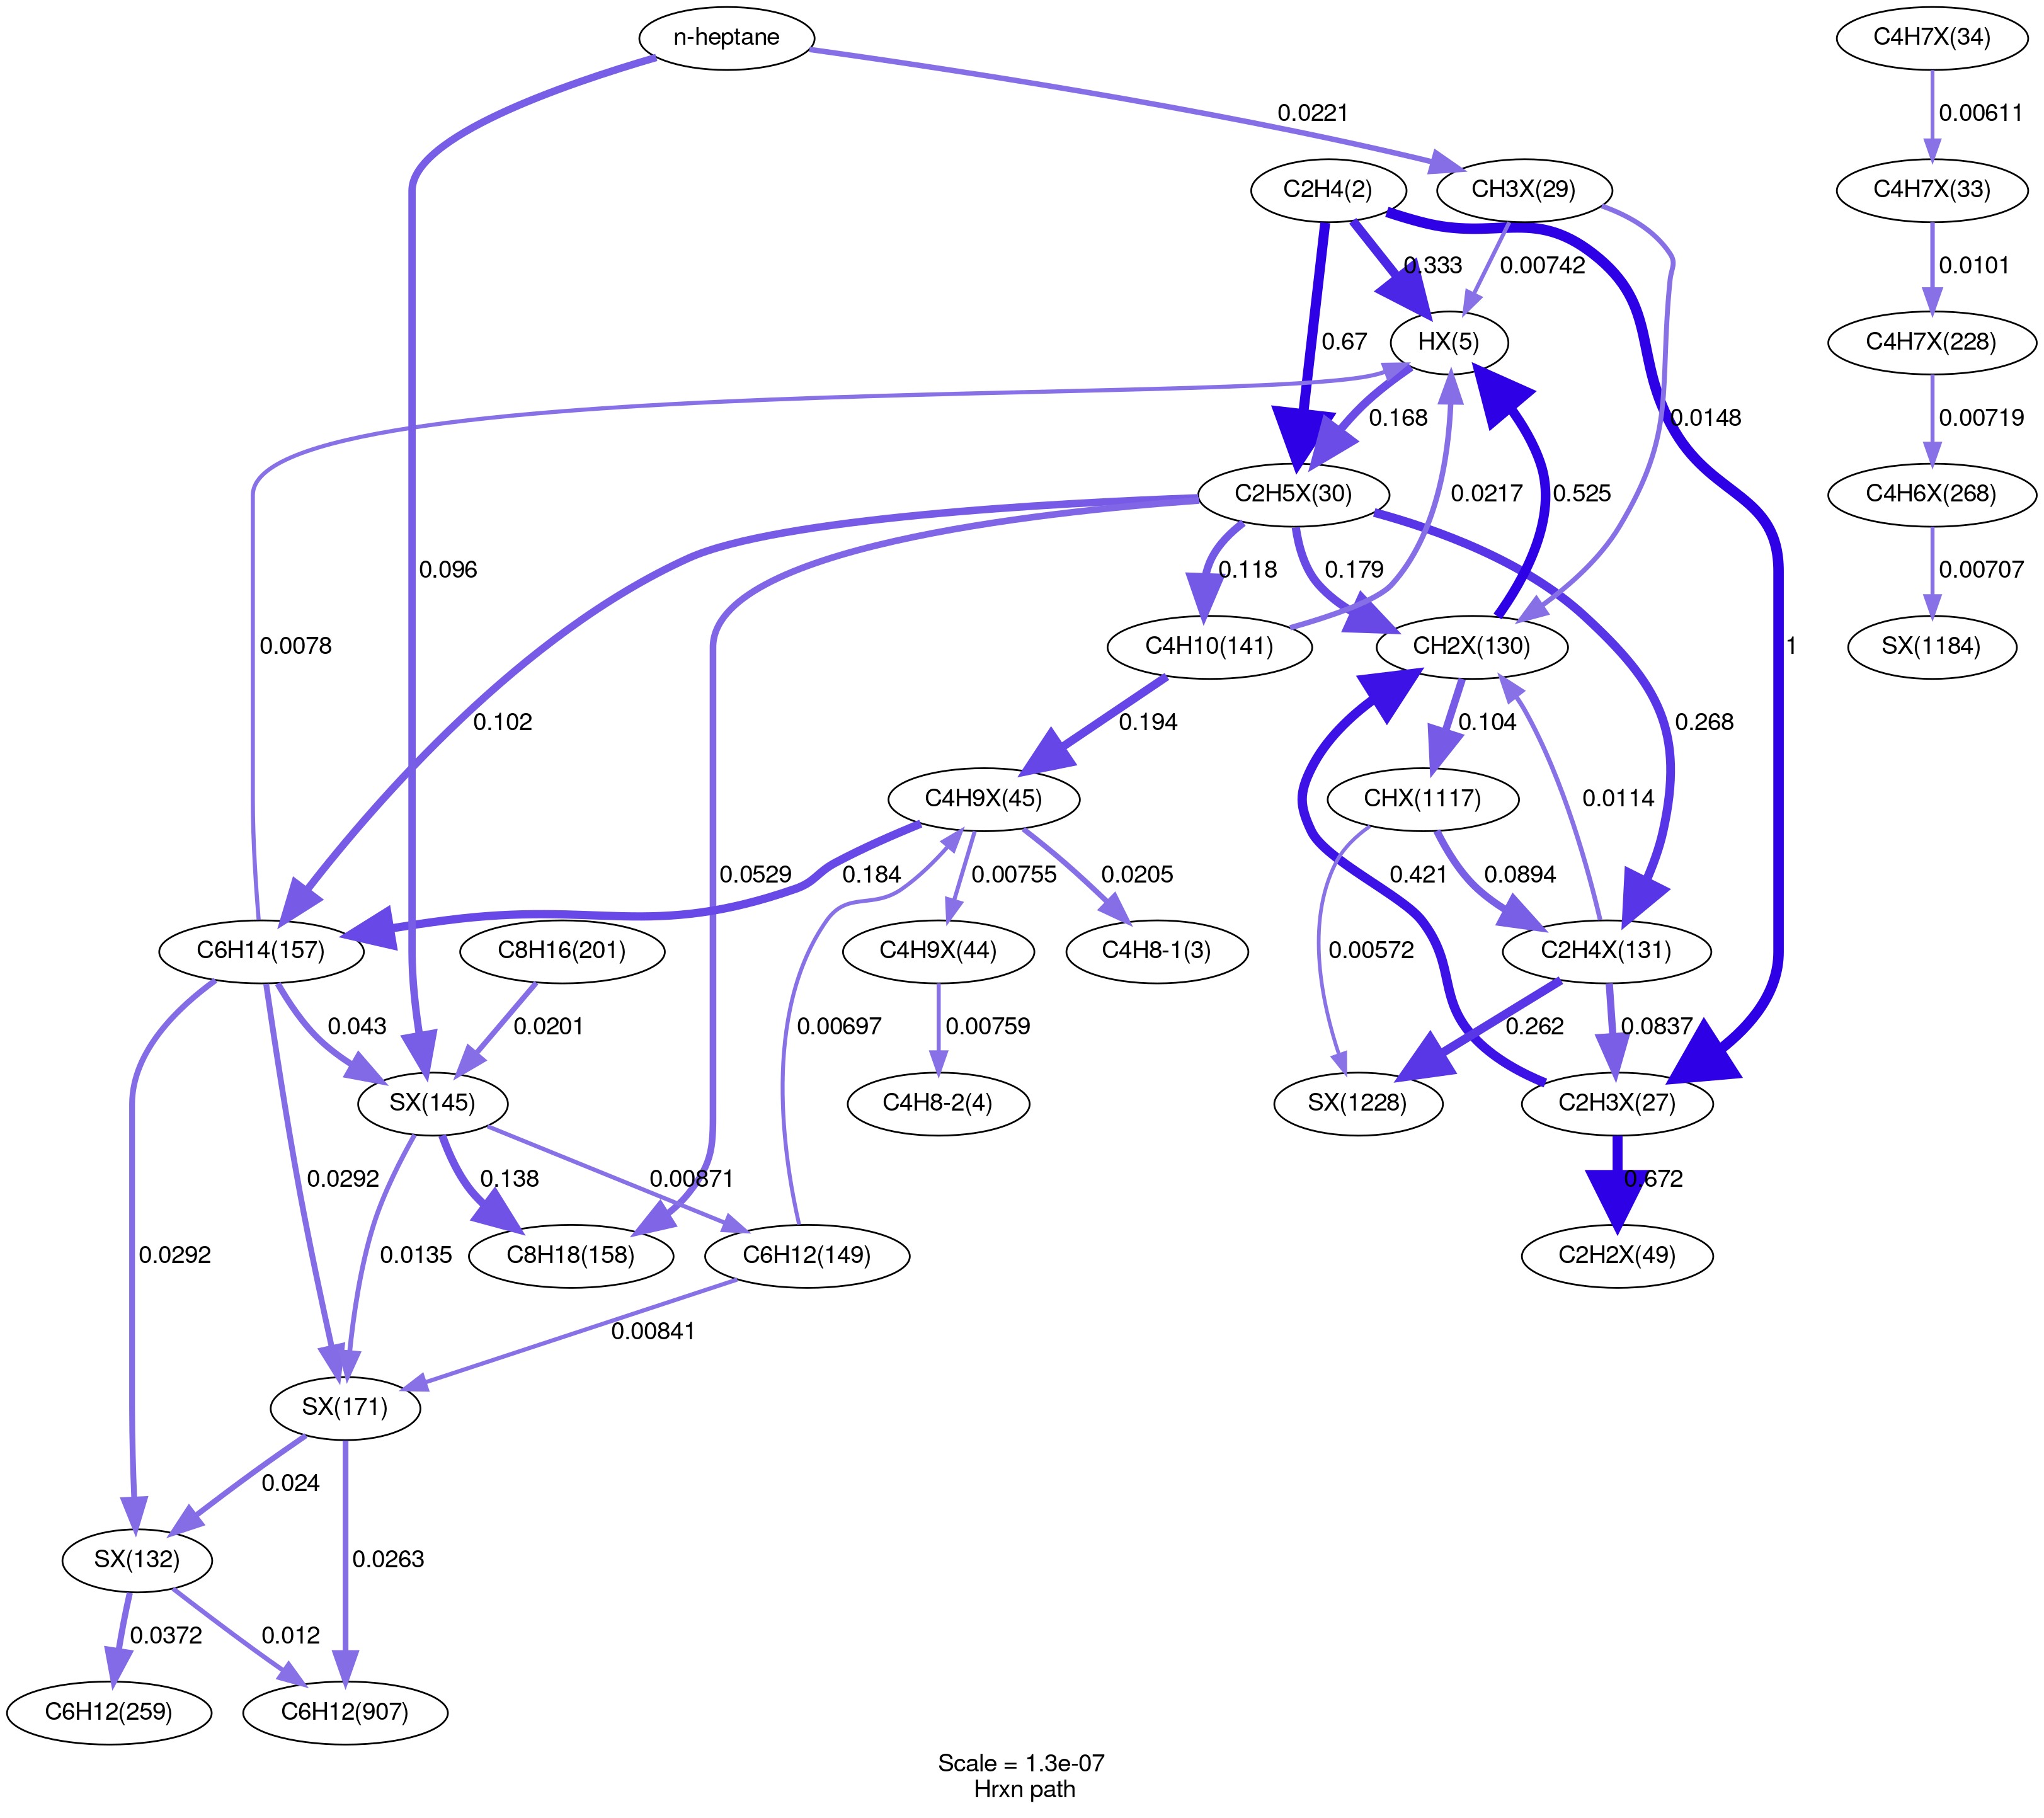 n-heptane
C4H7X(34)
0.0221
0.00611
C2H4(2)
CH3X(29)
C4H7X(33)
0.333
0.00742
0.0101
0.67
HX(5)
C4H7X(228)
0.168
0.0148
0.00719
C2H5X(30)
0.0217
0.525
C4H6X(268)
0.096
0.118
0.179
0.00707
0.0078
C4H10(141)
CH2X(130)
1
SX(1184)
0.102
0.194
0.104
0.268
C4H9X(45)
CHX(1117)
0.0114
0.0529
0.184
0.00755
0.0205
0.421
0.0894
C6H14(157)
C8H16(201)
C4H9X(44)
C4H8-1(3)
0.00572
C2H4X(131)
0.043
0.0201
0.00697
0.00759
0.262
0.0837
SX(145)
C4H8-2(4)
SX(1228)
C2H3X(27)
0.0292
0.138
0.00871
0.672
0.0292
0.0135
C8H18(158)
C6H12(149)
C2H2X(49)
0.00841
SX(171)
0.024
0.0263
SX(132)
0.0372
0.012
C6H12(259)
C6H12(907)
Scale = 1.3e-07
Hrxn path